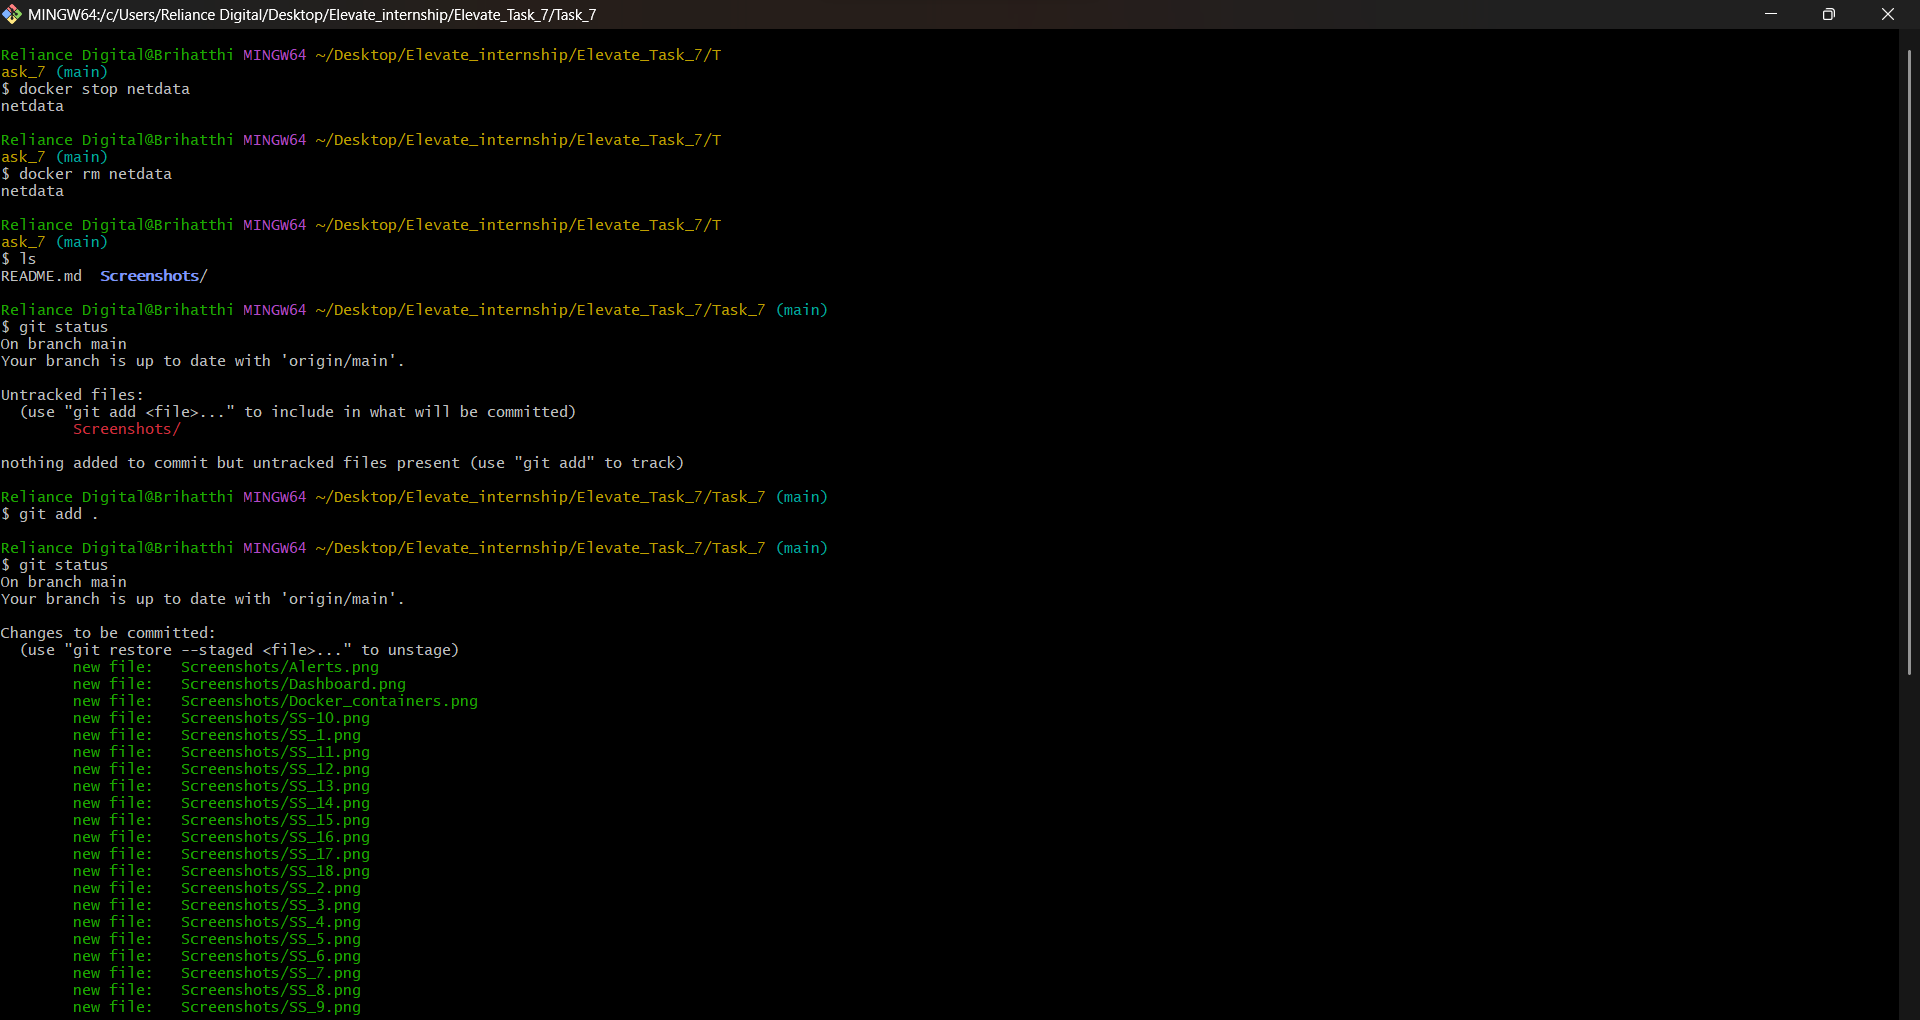 MINGW64:/c/Users/Reliance Digital/Desktop/Elevate_internship/Elevate_Task_7/Task_7
Reliance Digital@Brihatthi MINGW64 ~/Desktop/Elevate_internship/Elevate_Task_7/T
ask_7 (main)
$ docker stop netdata
netdata
Reliance Digital@Brihatthi MINGW64 ~/Desktop/Elevate_internship/Elevate_Task_7/T
ask_7 (main)
$ docker rm netdata
netdata
Reliance Digital@Brihatthi MINGW64 ~/Desktop/Elevate_internship/Elevate_Task_7/T
ask_7 (main)
$ ls
README.md  Screenshots/
Reliance Digital@Brihatthi MINGW64 ~/Desktop/Elevate_internship/Elevate_Task_7/Task_7 (main)
$ git status
On branch main
Your branch is up to date with 'origin/main'.
Untracked files:
  (use "git add <file>..." to include in what will be committed)
        Screenshots/
nothing added to commit but untracked files present (use "git add" to track)
Reliance Digital@Brihatthi MINGW64 ~/Desktop/Elevate_internship/Elevate_Task_7/Task_7 (main)
$ git add .
Reliance Digital@Brihatthi MINGW64 ~/Desktop/Elevate_internship/Elevate_Task_7/Task_7 (main)
$ git status
On branch main
Your branch is up to date with 'origin/main'.
Changes to be committed:
  (use "git restore --staged <file>..." to unstage)
        new file:   Screenshots/Alerts.png
        new file:   Screenshots/Dashboard.png
        new file:   Screenshots/Docker_containers.png
        new file:   Screenshots/SS-10.png
        new file:   Screenshots/SS_1.png
        new file:   Screenshots/SS_11.png
        new file:   Screenshots/SS_12.png
        new file:   Screenshots/SS_13.png
        new file:   Screenshots/SS_14.png
        new file:   Screenshots/SS_15.png
        new file:   Screenshots/SS_16.png
        new file:   Screenshots/SS_17.png
        new file:   Screenshots/SS_18.png
        new file:   Screenshots/SS_2.png
        new file:   Screenshots/SS_3.png
        new file:   Screenshots/SS_4.png
        new file:   Screenshots/SS_5.png
        new file:   Screenshots/SS_6.png
        new file:   Screenshots/SS_7.png
        new file:   Screenshots/SS_8.png
        new file:   Screenshots/SS_9.png